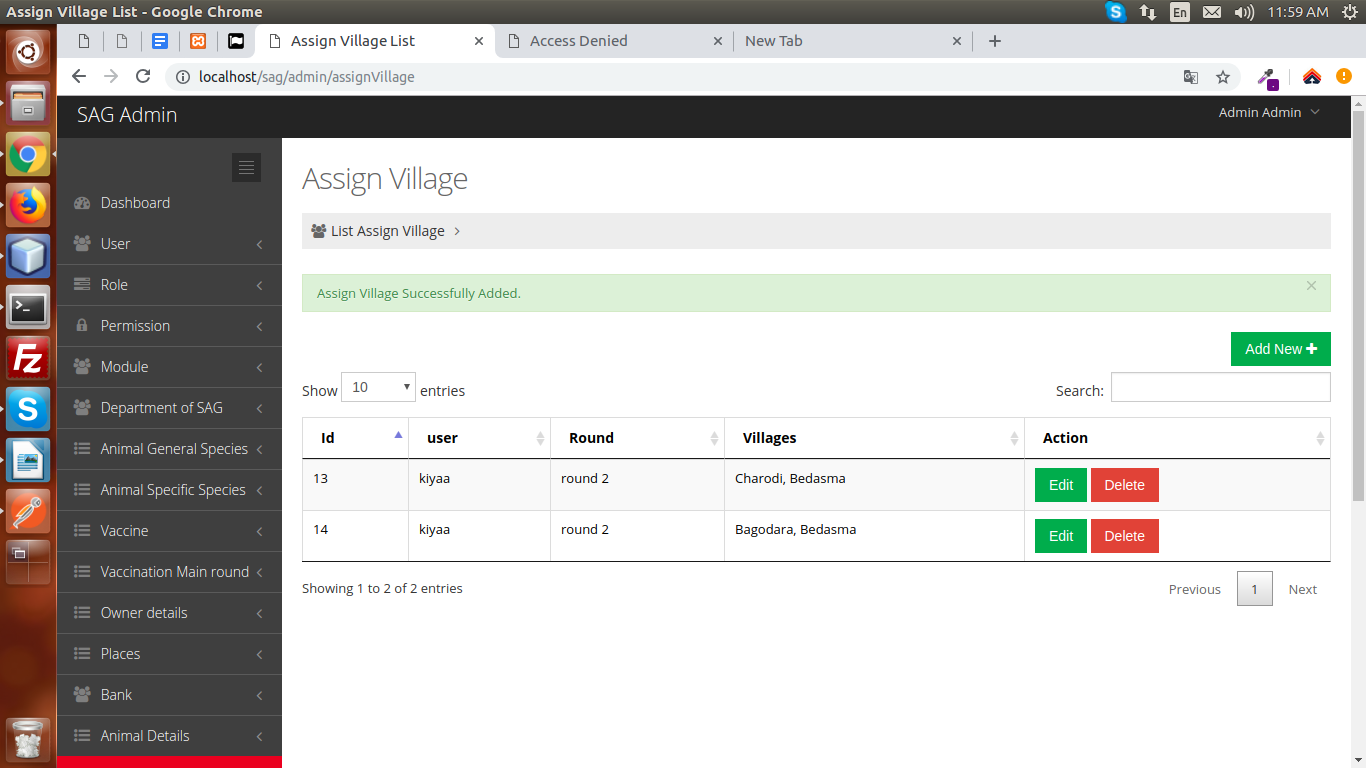 Assign Village List - Google Chrome
En
11:59 AM
Assign Village List
Access Denied
New Tab
localhost/sag/admin/assignVillage
SAG Admin
Admin Admin
Dashboard
User
Role
Permission
Module
Department of SAG
Animal General Species
Animal Specific Species
Vaccine
Vaccination Main round
Owner details
Places
Bank
Animal Details
Assign Village
List Assign Village
Assign Village Successfully Added.
Add New
Show 10 entries
Search:
Id user Round Villages Action
13 kiyaa round 2 Charodi, Bedasma Edit Delete
14 kiyaa round 2 Bagodara, Bedasma Edit Delete
Showing 1 to 2 of 2 entries
Previous 1 Next